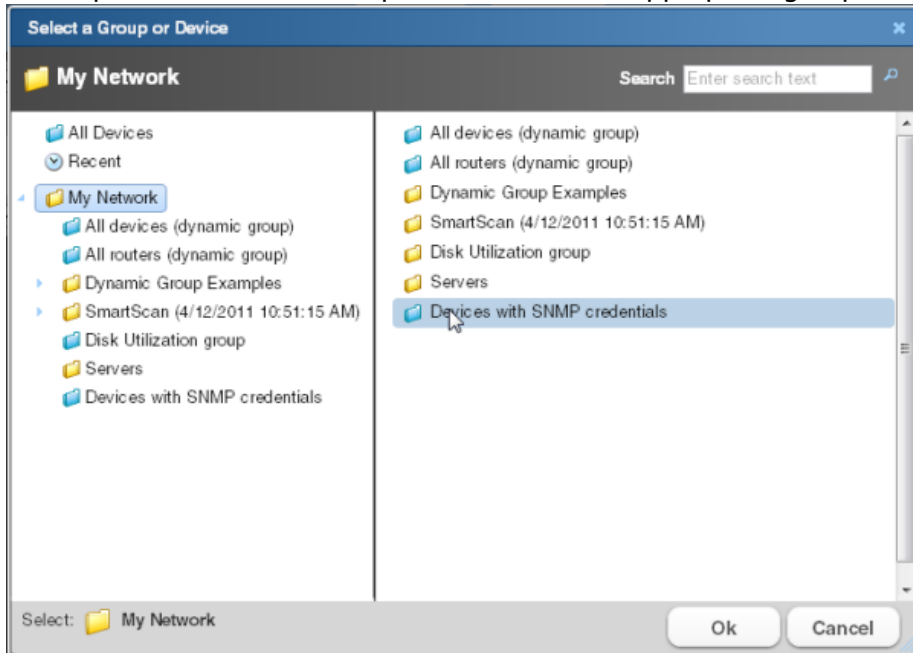 Select a Group or Device
My Network
Search Enter search text
All Devices
Recent
My Network
All devices (dynamic group)
All routers (dynamic group)
Dynamic Group Examples
SmartScan (4/12/2011 10:51:15 AM)
Disk Utilization group
Servers
Devices with SNMP credentials
All devices (dynamic group)
All routers (dynamic group)
Dynamic Group Examples
SmartScan (4/12/2011 10:51:15 AM)
Disk Utilization group
Servers
Devices with SNMP credentials
Select: My Network
Ok Cancel